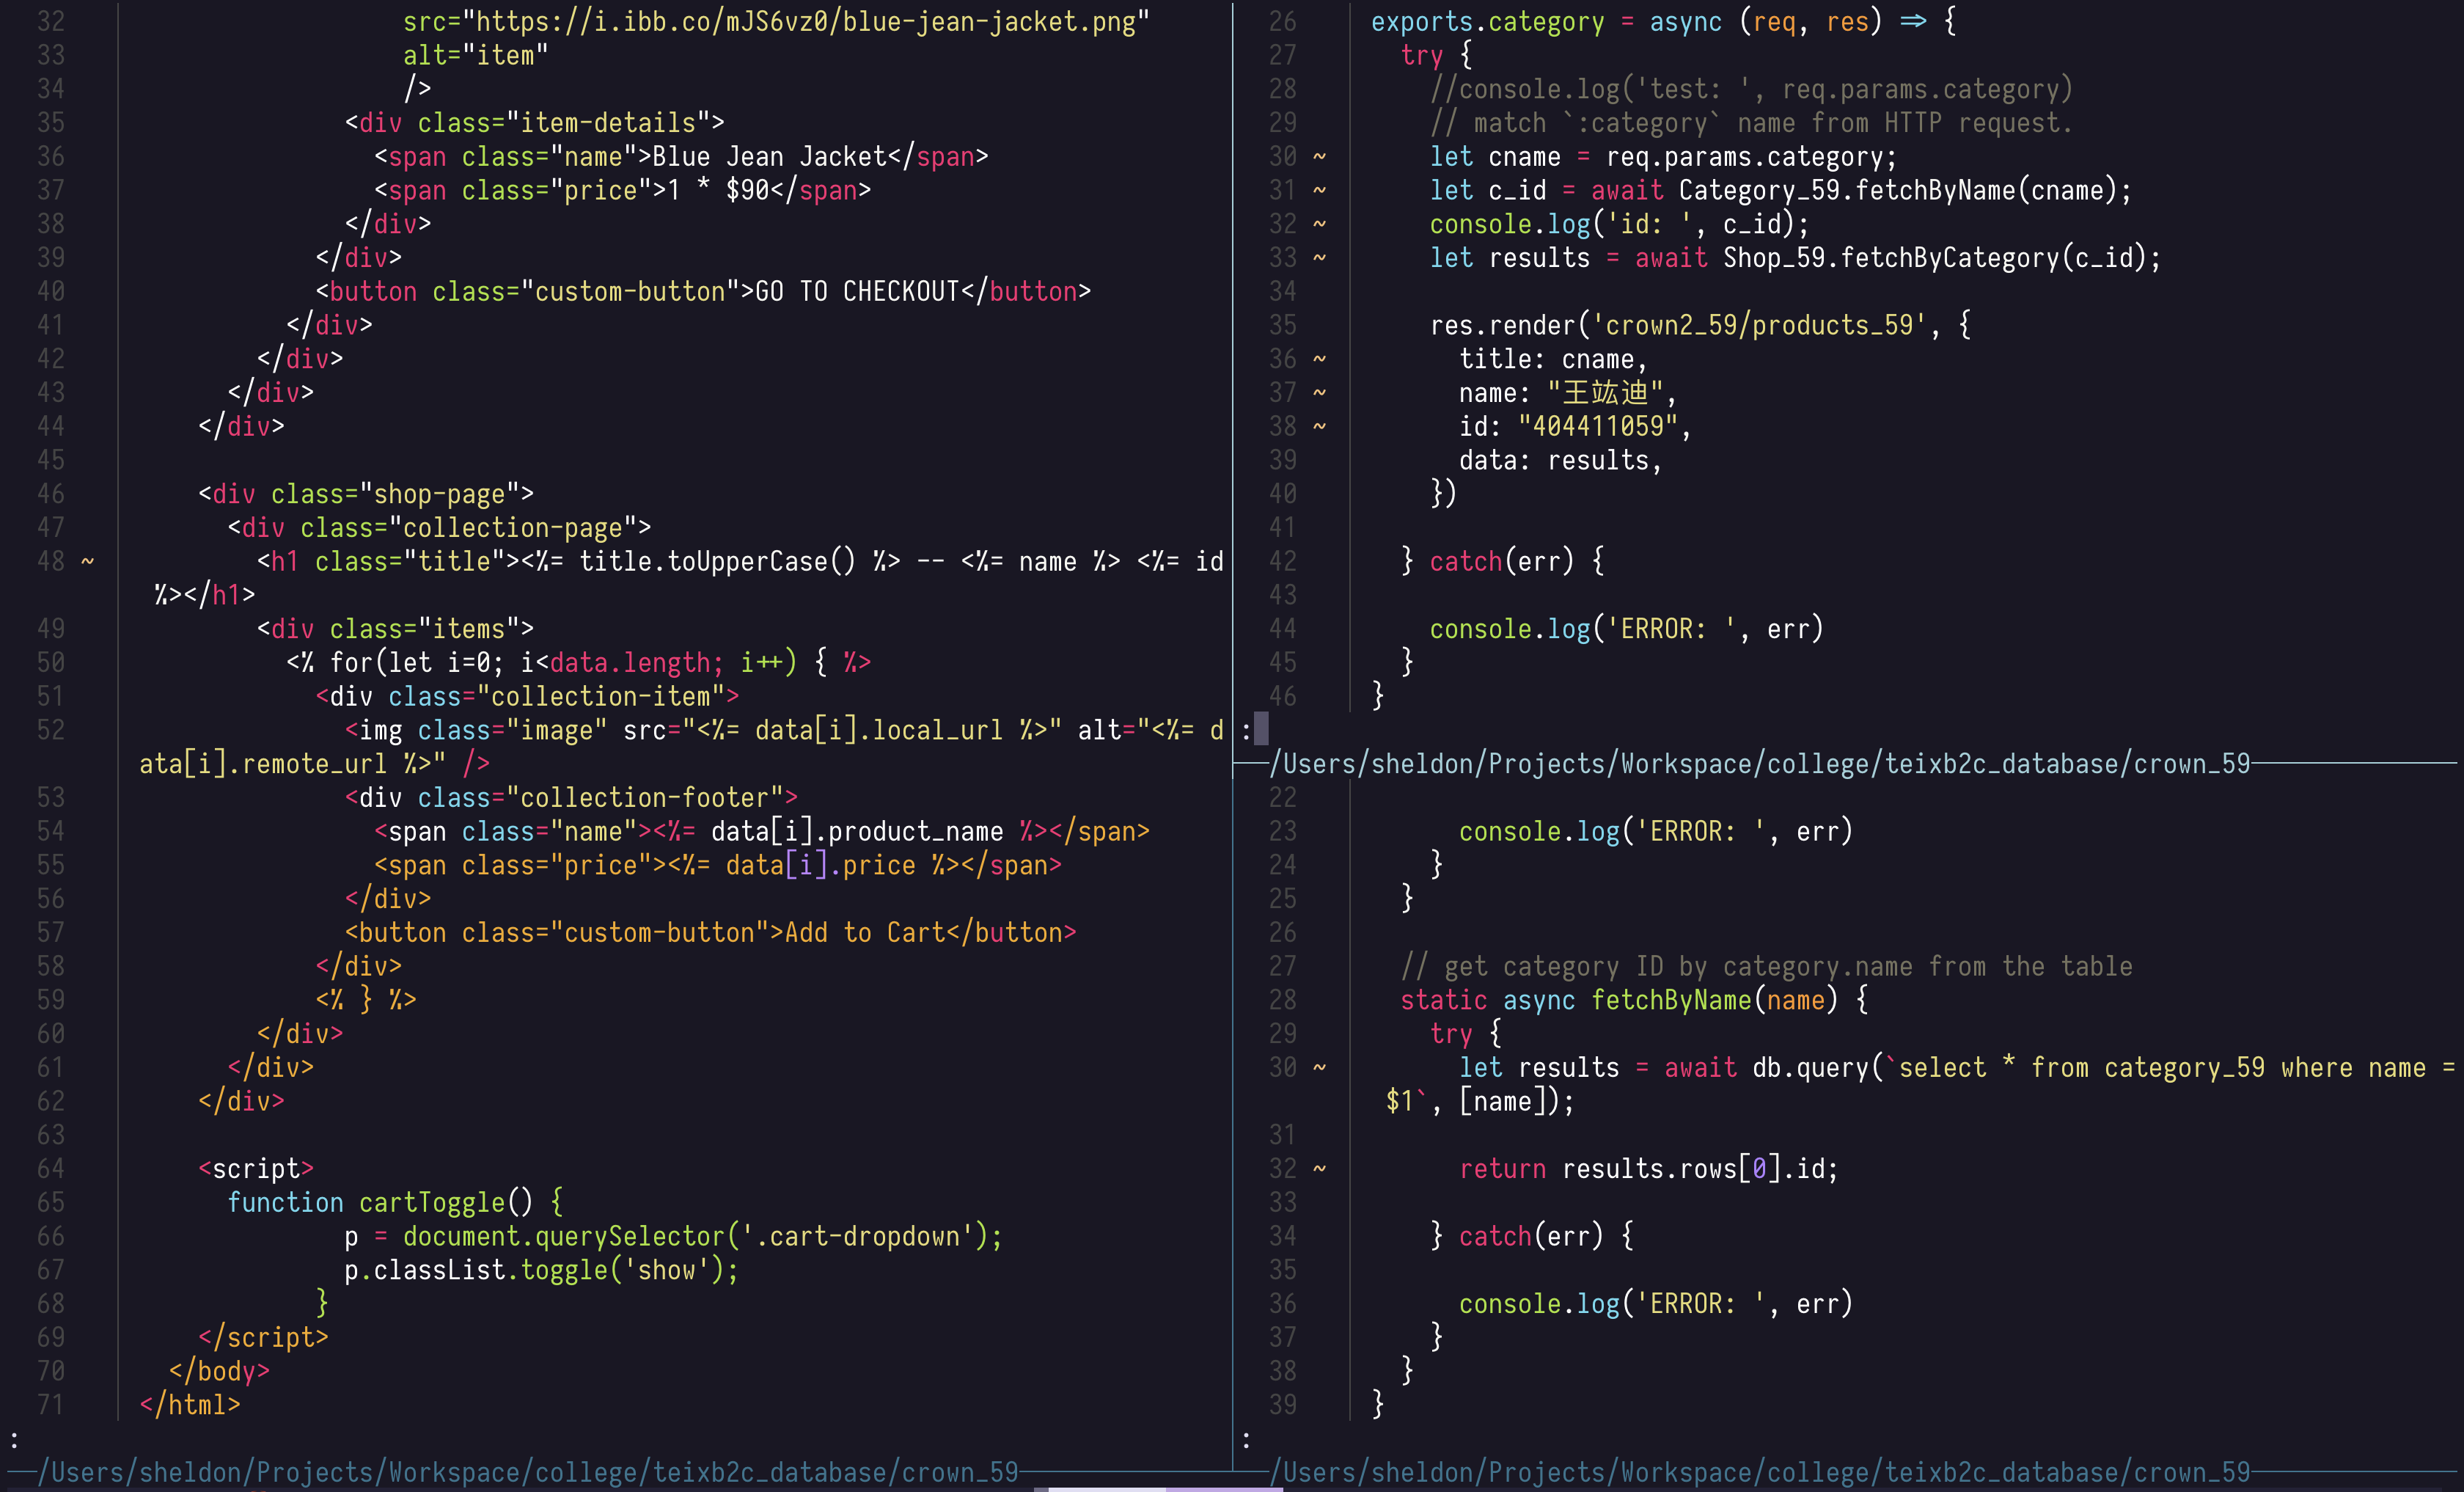 32 src="https://i.ibb.co/mJS6vz0/blue-jean-jacket.png"
33 alt="item"
34 />
35 <div class="item-details">
36 <span class="name">Blue Jean Jacket</span>
37 <span class="price">1 * $90</span>
38 </div>
39 </div>
40 <button class="custom-button">GO TO CHECKOUT</button>
41 </div>
42 </div>
43 </div>
44 </div>
45
46 <div class="shop-page">
47 <div class="collection-page">
48 ~ <h1 class="title"><%= title.toUpperCase() %> -- <%= name %> <%= id
%></h1>
49 <div class="items">
50 <% for(let i=0; i<data.length; i++) { %>
51 <div class="collection-item">
52 <img class="image" src="<%= data[i].local_url %>" alt="<%= d
ata[i].remote_url %>" />
53 <div class="collection-footer">
54 <span class="name"><%= data[i].product_name %></span>
55 <span class="price"><%= data[i].price %></span>
56 </div>
57 <button class="custom-button">Add to Cart</button>
58 </div>
59 <% } %>
60 </div>
61 </div>
62 </div>
63
64 <script>
65 function cartToggle() {
66 p = document.querySelector('.cart-dropdown');
67 p.classList.toggle('show');
68 }
69 </script>
70 </body>
71 </html>
:
/Users/sheldon/Projects/Workspace/college/teixb2c_database/crown_59
26 exports.category = async (req, res) => {
27 try {
28 //console.log('test: ', req.params.category)
29 // match `:category` name from HTTP request.
30 ~ let cname = req.params.category;
31 ~ let c_id = await Category_59.fetchByName(cname);
32 ~ console.log('id: ', c_id);
33 ~ let results = await Shop_59.fetchByCategory(c_id);
34
35 res.render('crown2_59/products_59', {
36 ~ title: cname,
37 ~ name: "王竑迪",
38 ~ id: "404411059",
39 data: results,
40 })
41
42 } catch(err) {
43
44 console.log('ERROR: ', err)
45 }
46 }
:
/Users/sheldon/Projects/Workspace/college/teixb2c_database/crown_59
22
23 console.log('ERROR: ', err)
24 }
25 }
26
27 // get category ID by category.name from the table
28 static async fetchByName(name) {
29 try {
30 ~ let results = await db.query(`select * from category_59 where name =
$1`, [name]);
31
32 ~ return results.rows[0].id;
33
34 } catch(err) {
35
36 console.log('ERROR: ', err)
37 }
38 }
39 }
:
/Users/sheldon/Projects/Workspace/college/teixb2c_database/crown_59